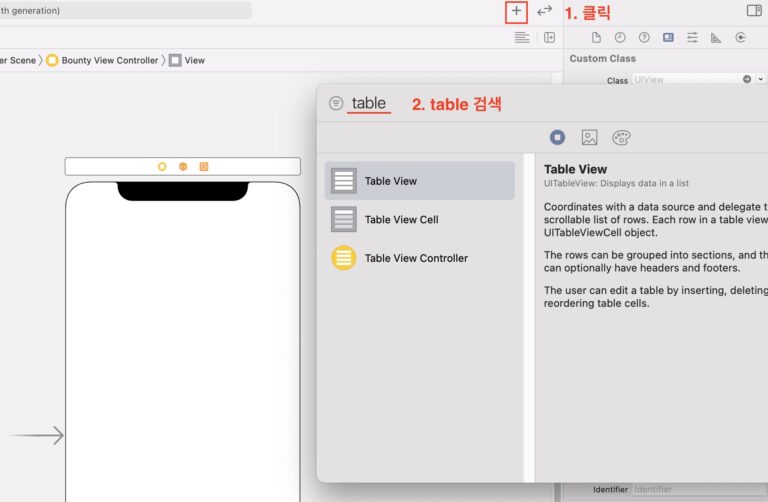 th generation)
1. 클릭
er Scene
Bounty View Controller
View
Custom Class
Class
UIView
table
2. table 검색
Table View
Table View Cell
Table View Controller
Table View
UITableView: Displays data in a list
Coordinates with a data source and delegate t
scrollable list of rows. Each row in a table view
UITableViewCell object.
The rows can be grouped into sections, and th
can optionally have headers and footers.
The user can edit a table by inserting, deleting
reordering table cells.
Identifier
Identifier